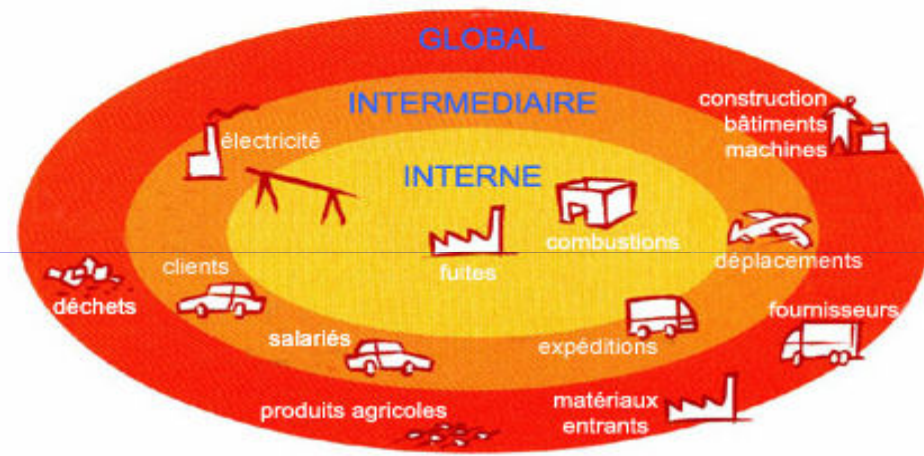 GLOBAL
INTERMEDIAIRE
INTERNE
construction
bâtiments
machines
électricité
combustions
fuites
déplacements
clients
déchets
fournisseurs
salariés
expéditions
produits agricoles
matériaux
entrants